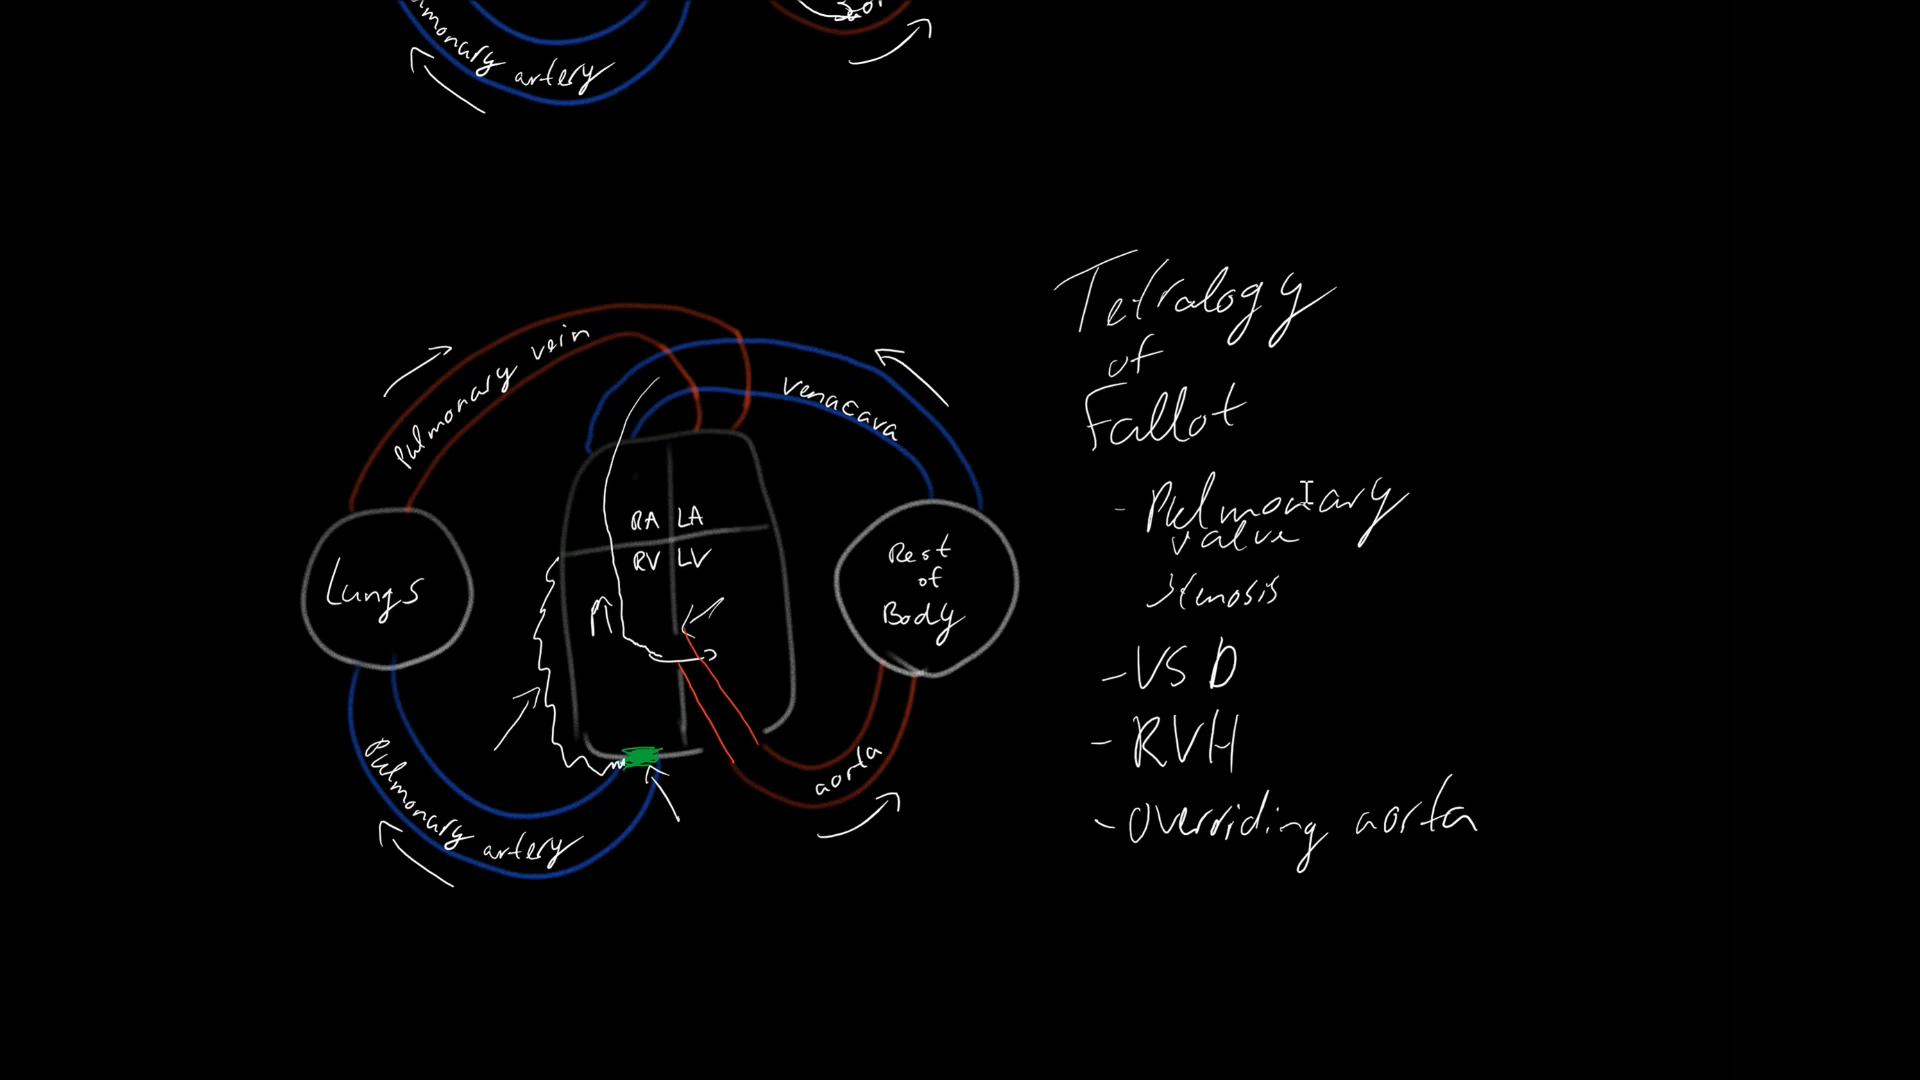 monary artery
Pulmonary vein
venacava
RA LA
RV LV
Lungs
Rest
of
Body
P↑
Pulmonary artery
aorta
Tetralogy
of
Fallot
- Pulmonary
valve
Stenosis
- VSD
- RVH
- Overriding aorta